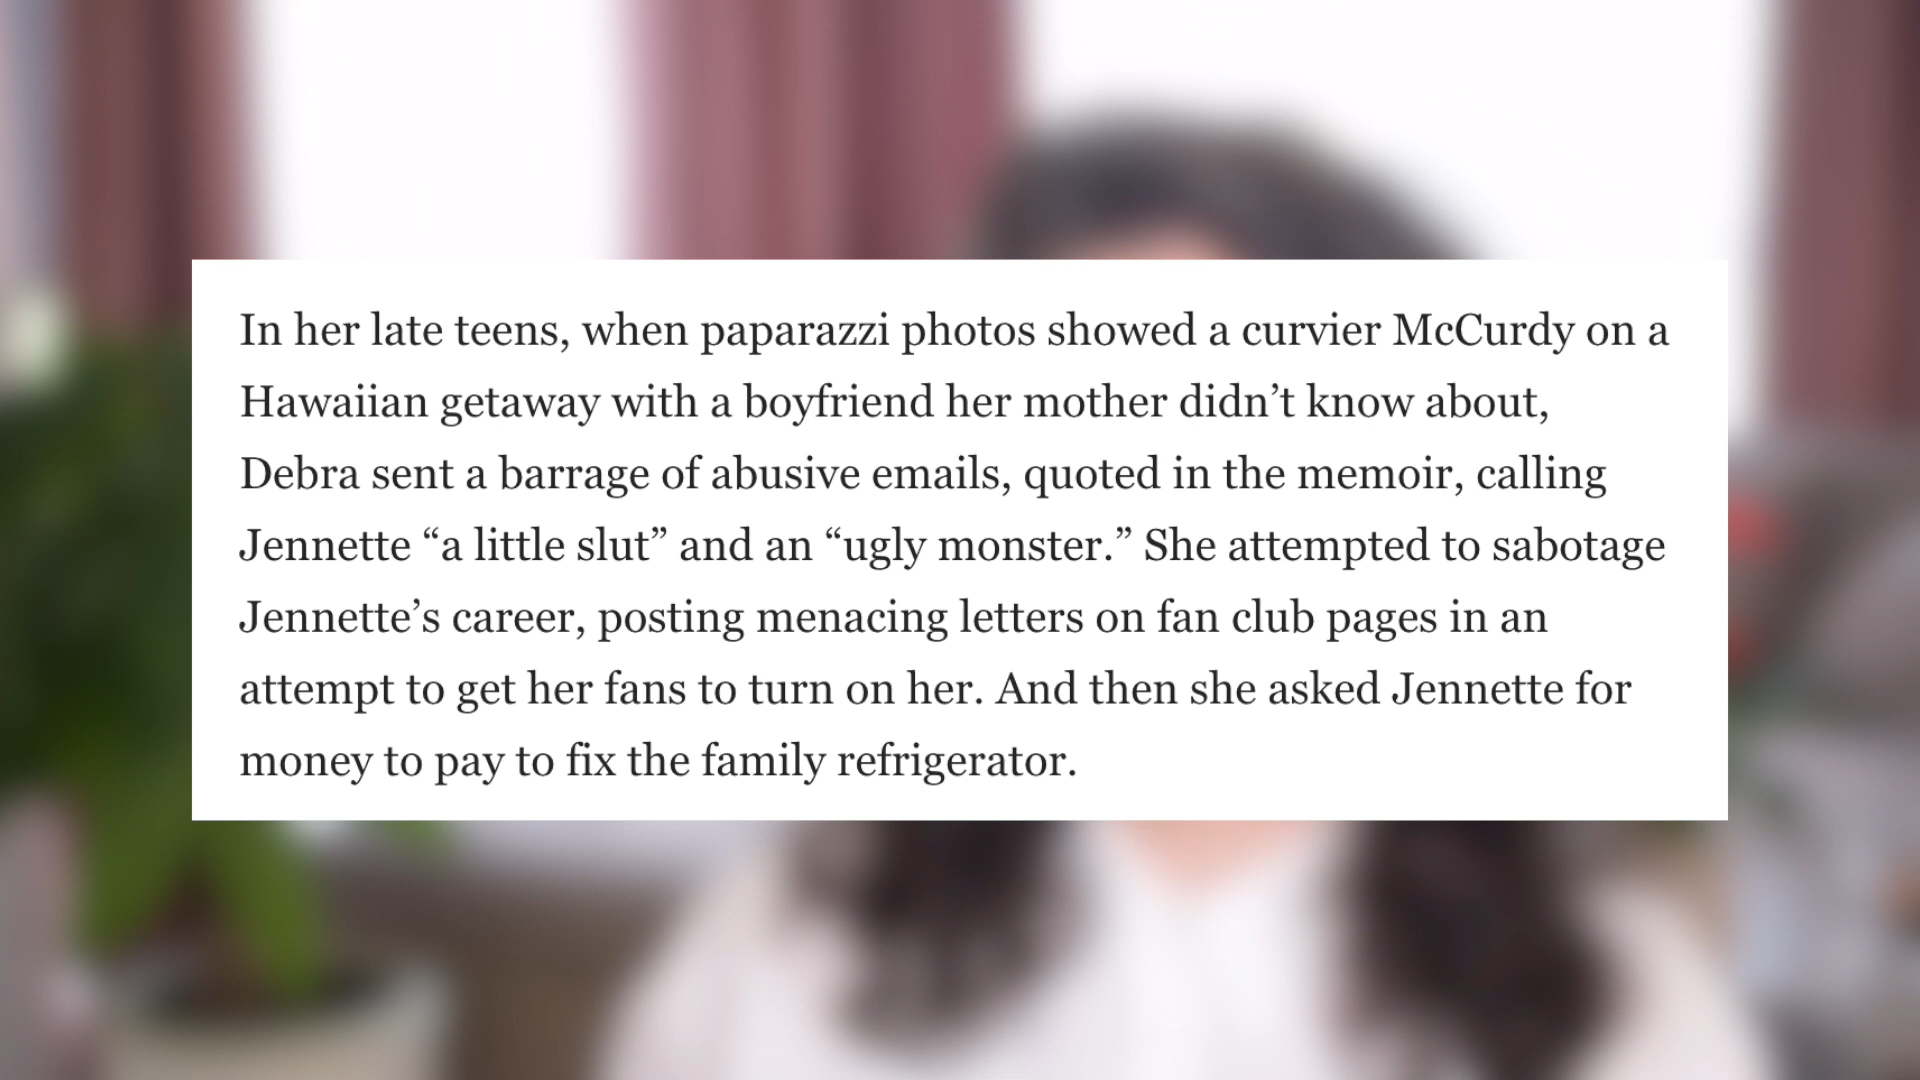 In her late teens, when paparazzi photos showed a curvier McCurdy on a
Hawaiian getaway with a boyfriend her mother didn’t know about,
Debra sent a barrage of abusive emails, quoted in the memoir, calling
Jennette “a little slut” and an “ugly monster.” She attempted to sabotage
Jennette’s career, posting menacing letters on fan club pages in an
attempt to get her fans to turn on her. And then she asked Jennette for
money to pay to fix the family refrigerator.